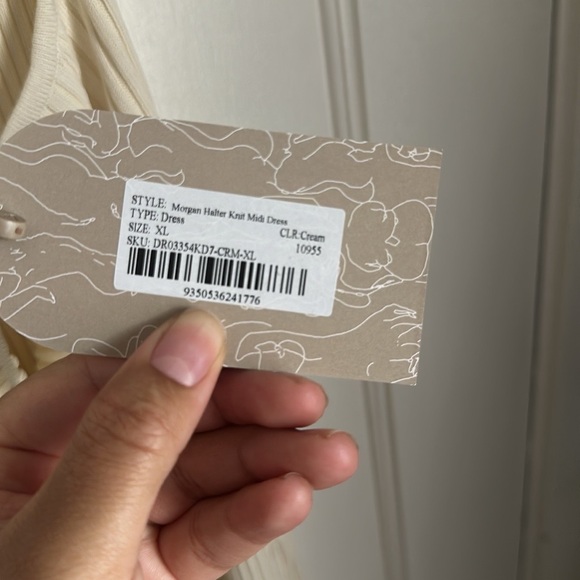 STYLE: Morgan Halter Knit Midi Dress
TYPE: Dress CLR:Cream
SIZE: XL 10955
SKU: DR03354KD7-CRM-XL
9350536241776